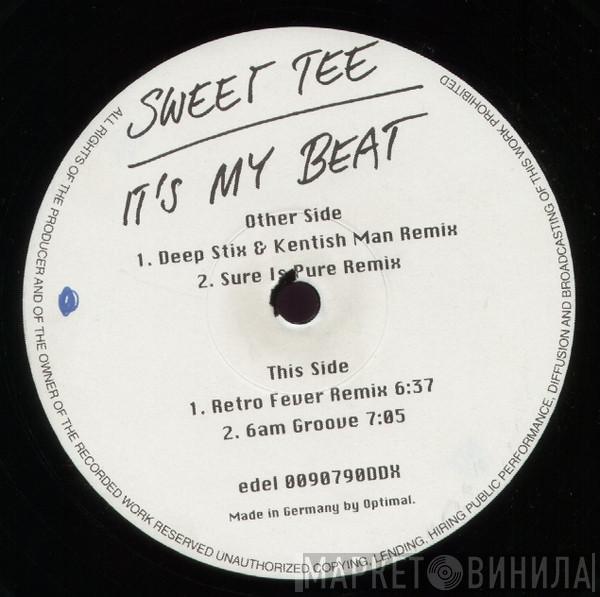 SWEET TEE
IT'S MY BEAT
Other Side
1. Deep Stix & Kentish Man Remix
2. Sure Is Pure Remix
This Side
1. Retro Fever Remix 6:37
2. 6am Groove 7:05
edel 0090790DDX
Made in Germany by Optimal.
ALL RIGHTS OF THE PRODUCER AND OF THE OWNER OF THE RECORDED WORK RESERVED UNAUTHORIZED COPYING, LENDING, HIRING PUBLIC PERFORMANCE, DIFFUSION AND BROADCASTING OF THIS WORK PROHIBITED
МАРКЕТ ВИНИЛА